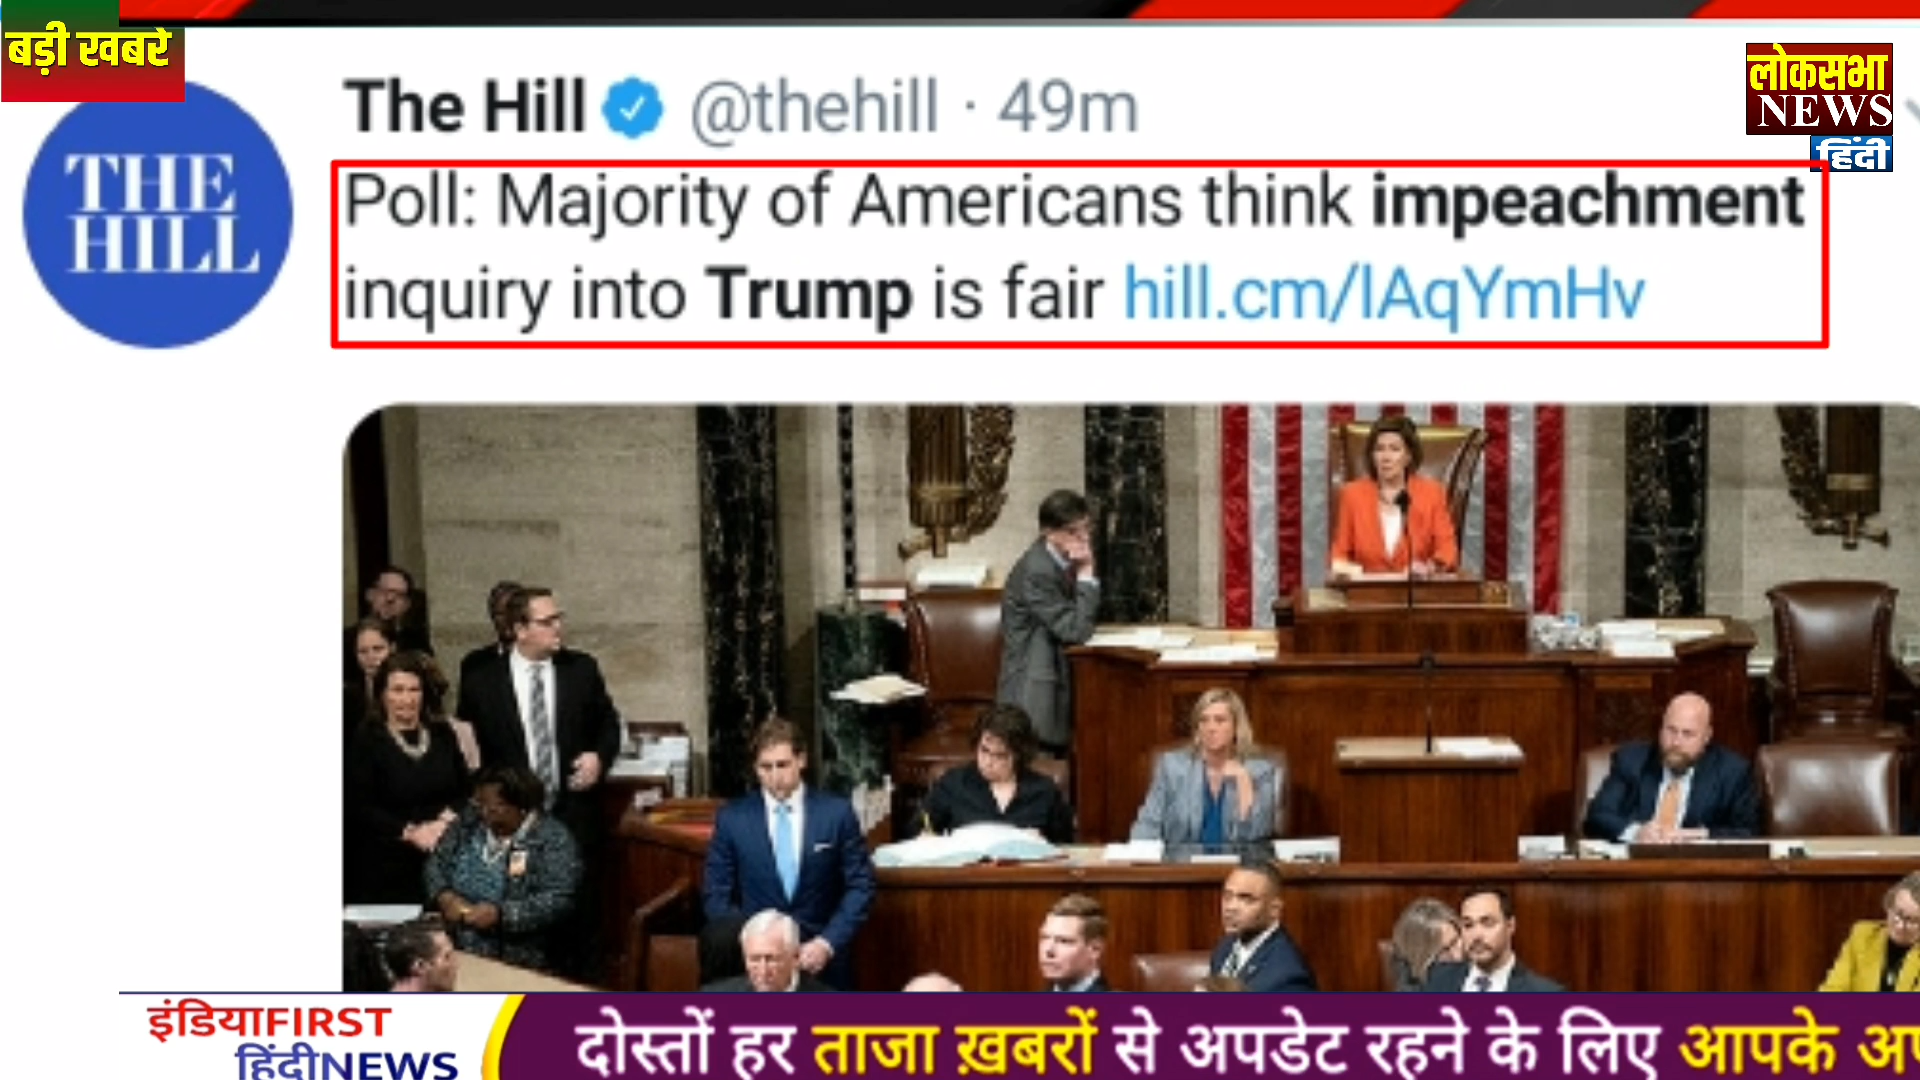 बड़ी खबरे
लोकसभा
NEWS
हिंदी
The Hill @thehill · 49m
THE
HILL
Poll: Majority of Americans think impeachment
inquiry into Trump is fair hill.cm/lAqYmHv
इंडियाFIRST
हिंदीNEWS
दोस्तों हर ताजा ख़बरों से अपडेट रहने के लिए आपके